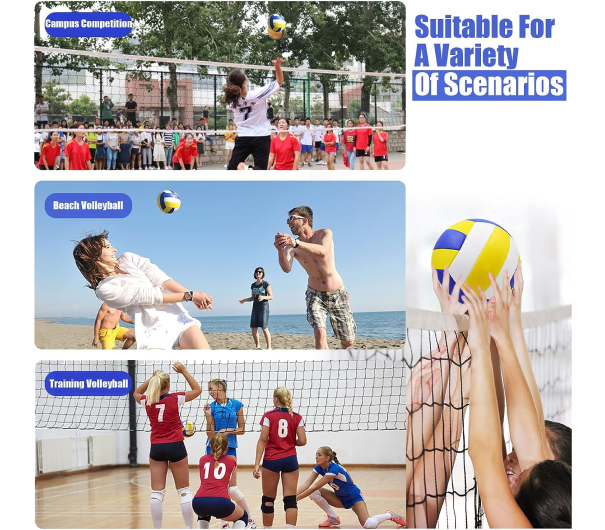 Campus Competition
Suitable For
A Variety
Of Scenarios
7
Beach Volleyball
Training Volleyball
7
8
10